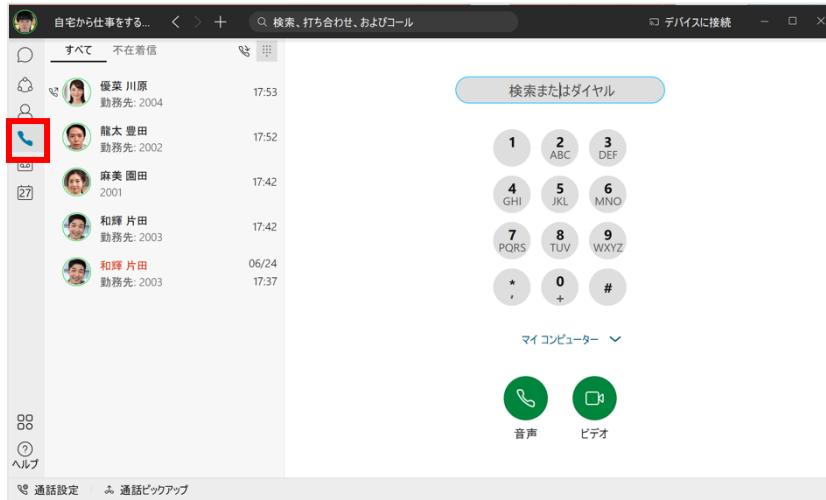 自宅から仕事をする...
検索、打ち合わせ、およびコール
デバイスに接続
すべて 不在着信
優菜 川原
勤務先: 2004
17:53
龍太 豊田
勤務先: 2002
17:52
麻美 園田
2001
17:42
和輝 片田
勤務先: 2003
17:42
和輝 片田
勤務先: 2003
06/24
17:37
27
ヘルプ
検索またはダイヤル
1 2 3
ABC DEF
4 5 6
GHI JKL MNO
7 8 9
PQRS TUV WXYZ
* 0 #
, +
マイ コンピューター
音声 ビデオ
通話設定 通話ピックアップ